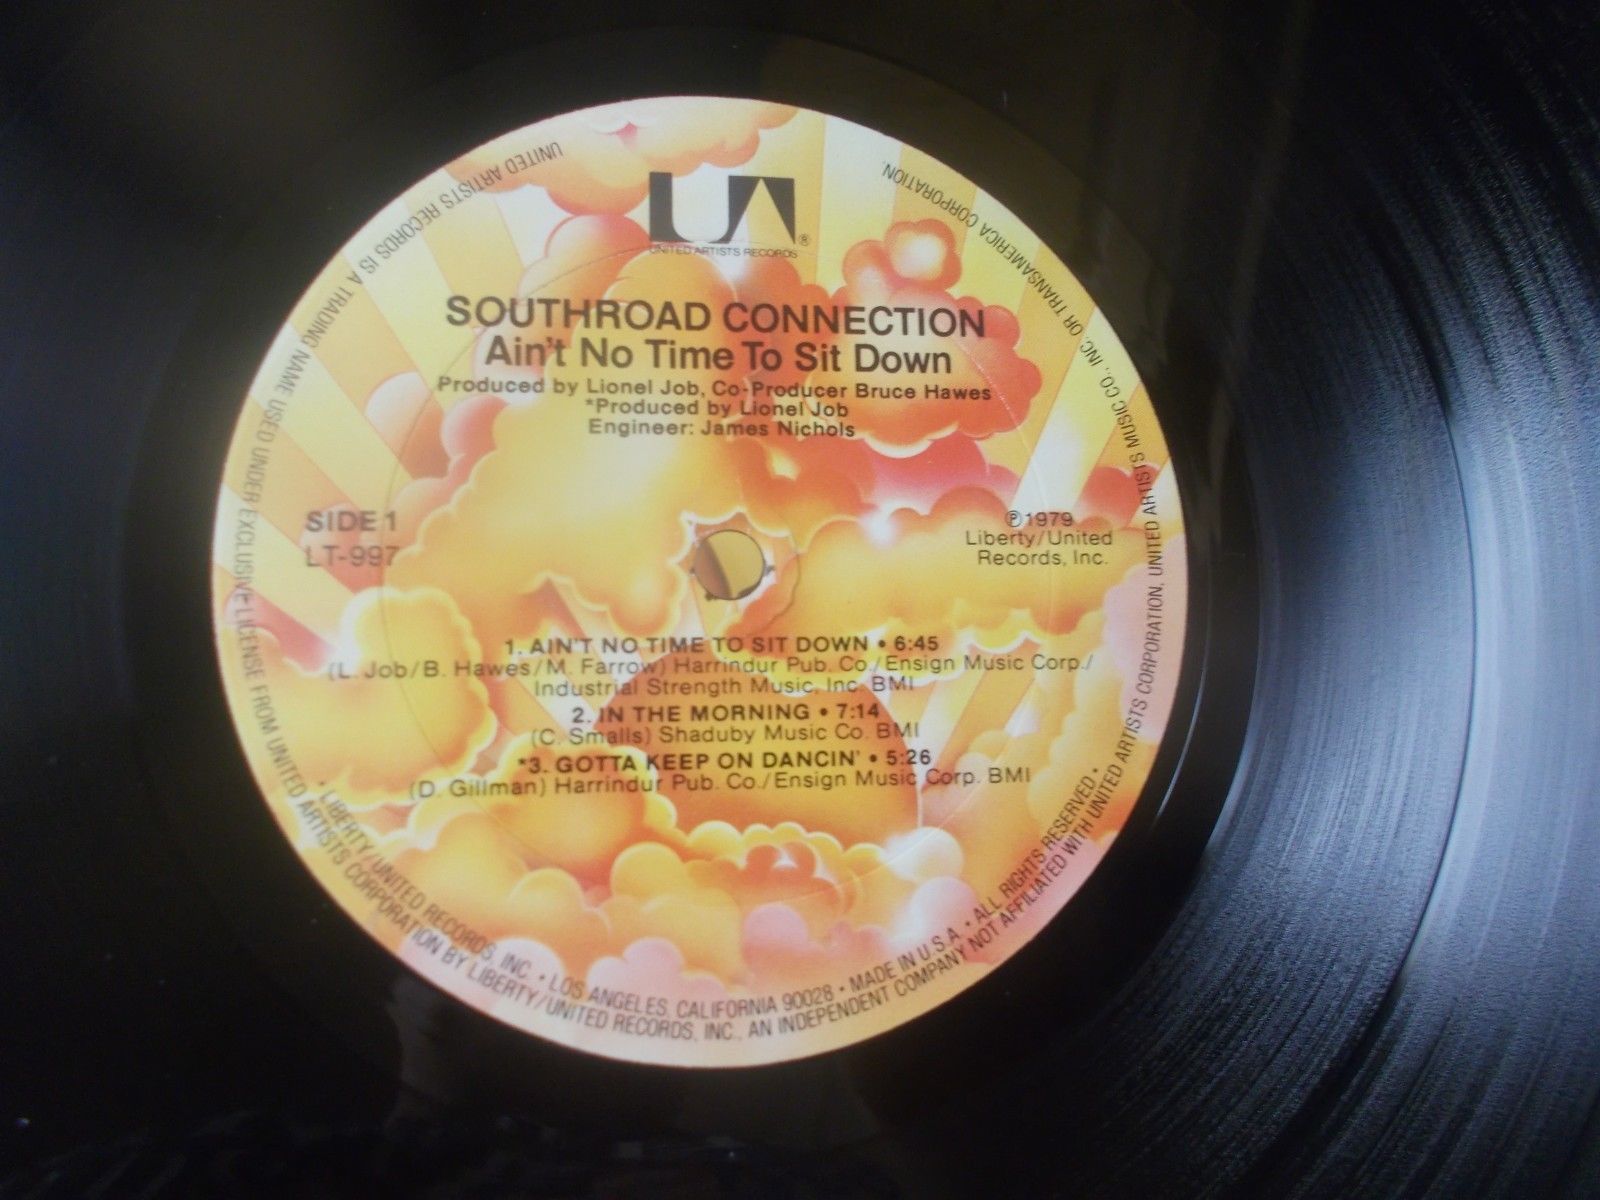 UNITED ARTISTS RECORDS
SOUTHROAD CONNECTION
Ain't No Time To Sit Down
Produced by Lionel Job, Co-Producer Bruce Hawes
*Produced by Lionel Job
Engineer: James Nichols
SIDE 1
LT-997
℗1979
Liberty/United
Records, Inc.
1. AIN'T NO TIME TO SIT DOWN • 6:45
(L. Job/B. Hawes/M. Farrow) Harrindur Pub. Co./Ensign Music Corp./
Industrial Strength Music, Inc. BMI
2. IN THE MORNING • 7:14
(C. Smalls) Shaduby Music Co. BMI
*3. GOTTA KEEP ON DANCIN' • 5:26
(D. Gillman) Harrindur Pub. Co./Ensign Music Corp. BMI
• LIBERTY/UNITED RECORDS, INC. • LOS ANGELES, CALIFORNIA 90028 • MADE IN U.S.A. • ALL RIGHTS RESERVED •
UNITED ARTISTS RECORDS IS A TRADING NAME USED UNDER EXCLUSIVE LICENSE FROM UNITED ARTISTS CORPORATION BY LIBERTY/UNITED RECORDS, INC., AN INDEPENDENT COMPANY NOT AFFILIATED WITH UNITED ARTISTS CORPORATION, UNITED ARTISTS MUSIC CO., INC. OR TRANSAMERICA CORPORATION.